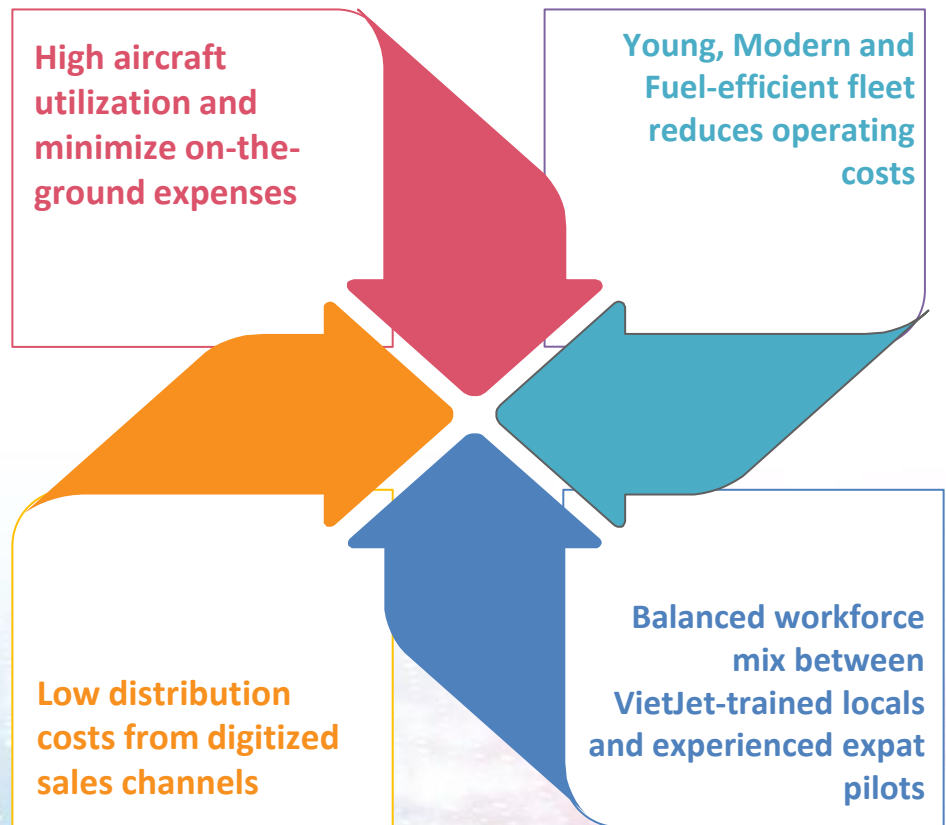 High aircraft
utilization and
minimize on-the-
ground expenses
Young, Modern and
Fuel-efficient fleet
reduces operating
costs
Low distribution
costs from digitized
sales channels
Balanced workforce
mix between
VietJet-trained locals
and experienced expat
pilots